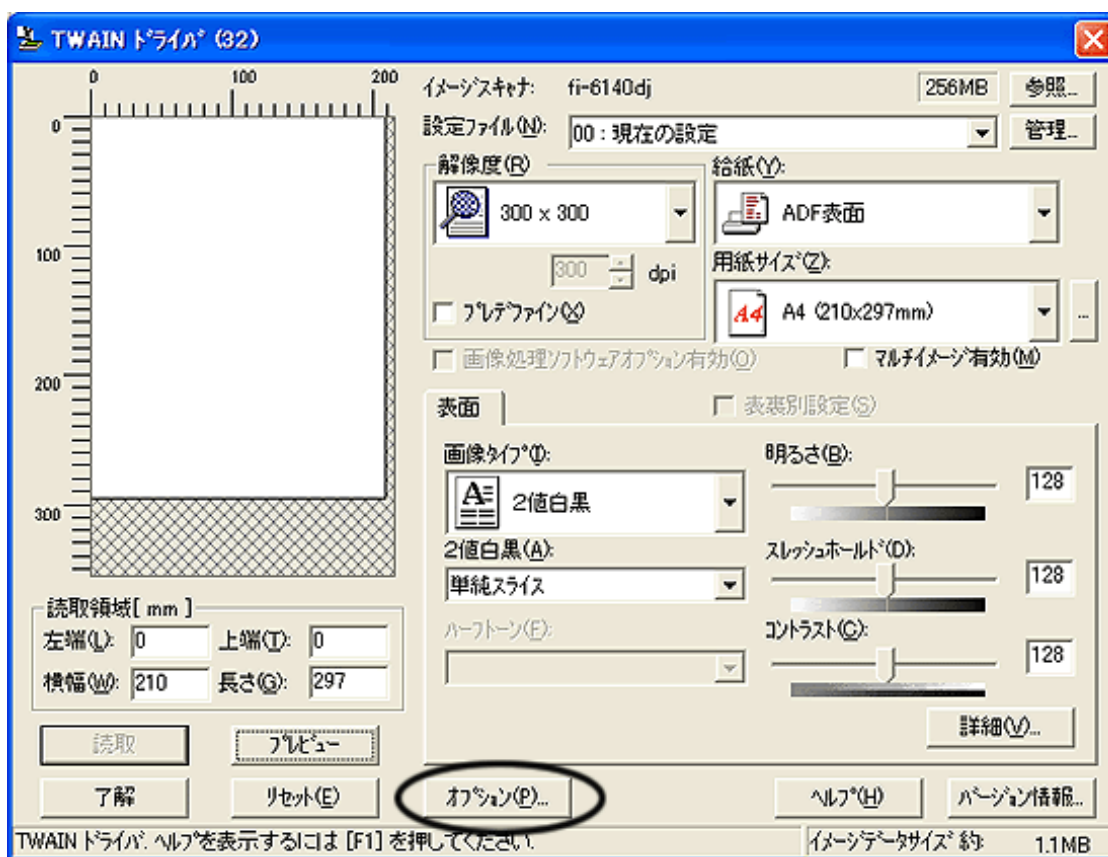 TWAIN ﾄﾞﾗｲﾊﾞ (32)
0 100 200
0
100
200
300
ｲﾒｰｼﾞｽｷｬﾅ: fi-6140dj 256MB 参照...
設定ﾌｧｲﾙ(N): 00 : 現在の設定 管理...
解像度(R)
300 x 300
300 dpi
ﾌﾟﾚﾃﾞﾌｧｲﾝ(X)
給紙(Y):
ADF表面
用紙ｻｲｽﾞ(Z):
A4 A4 (210x297mm) ...
画像処理ｿﾌﾄｳｪｱｵﾌﾟｼｮﾝ有効(O) ﾏﾙﾁｲﾒｰｼﾞ有効(M)
表面 表裏別設定(S)
画像ﾀｲﾌﾟ(I):
A 2値白黒
2値白黒(A):
単純ｽﾗｲｽ
ﾊｰﾌﾄｰﾝ(F):
明るさ(B):
128
ｽﾚｯｼｭﾎｰﾙﾄﾞ(D):
128
ｺﾝﾄﾗｽﾄ(C):
128
詳細(V)...
読取領域[ mm ]
左端(L): 0 上端(T): 0
横幅(W): 210 長さ(G): 297
読取 ﾌﾟﾚﾋﾞｭｰ
了解 ﾘｾｯﾄ(E) ｵﾌﾟｼｮﾝ(P)... ﾍﾙﾌﾟ(H) ﾊﾞｰｼﾞｮﾝ情報...
TWAIN ﾄﾞﾗｲﾊﾞ. ﾍﾙﾌﾟを表示するには [F1] を押してください. ｲﾒｰｼﾞﾃﾞｰﾀｻｲｽﾞ 約: 1.1MB